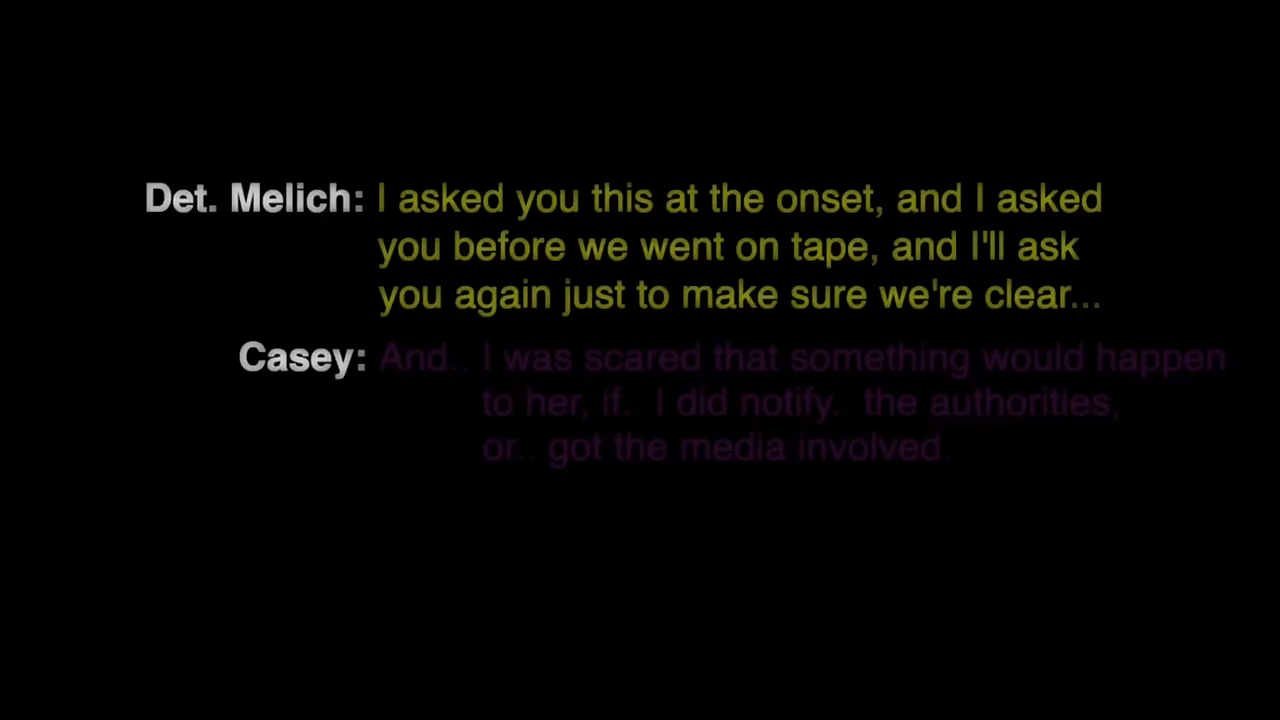 Det. Melich: I asked you this at the onset, and I asked
you before we went on tape, and I'll ask
you again just to make sure we're clear...
Casey: And.. I was scared that something would happen
to her, if.. I did notify.. the authorities,
or.. got the media involved.